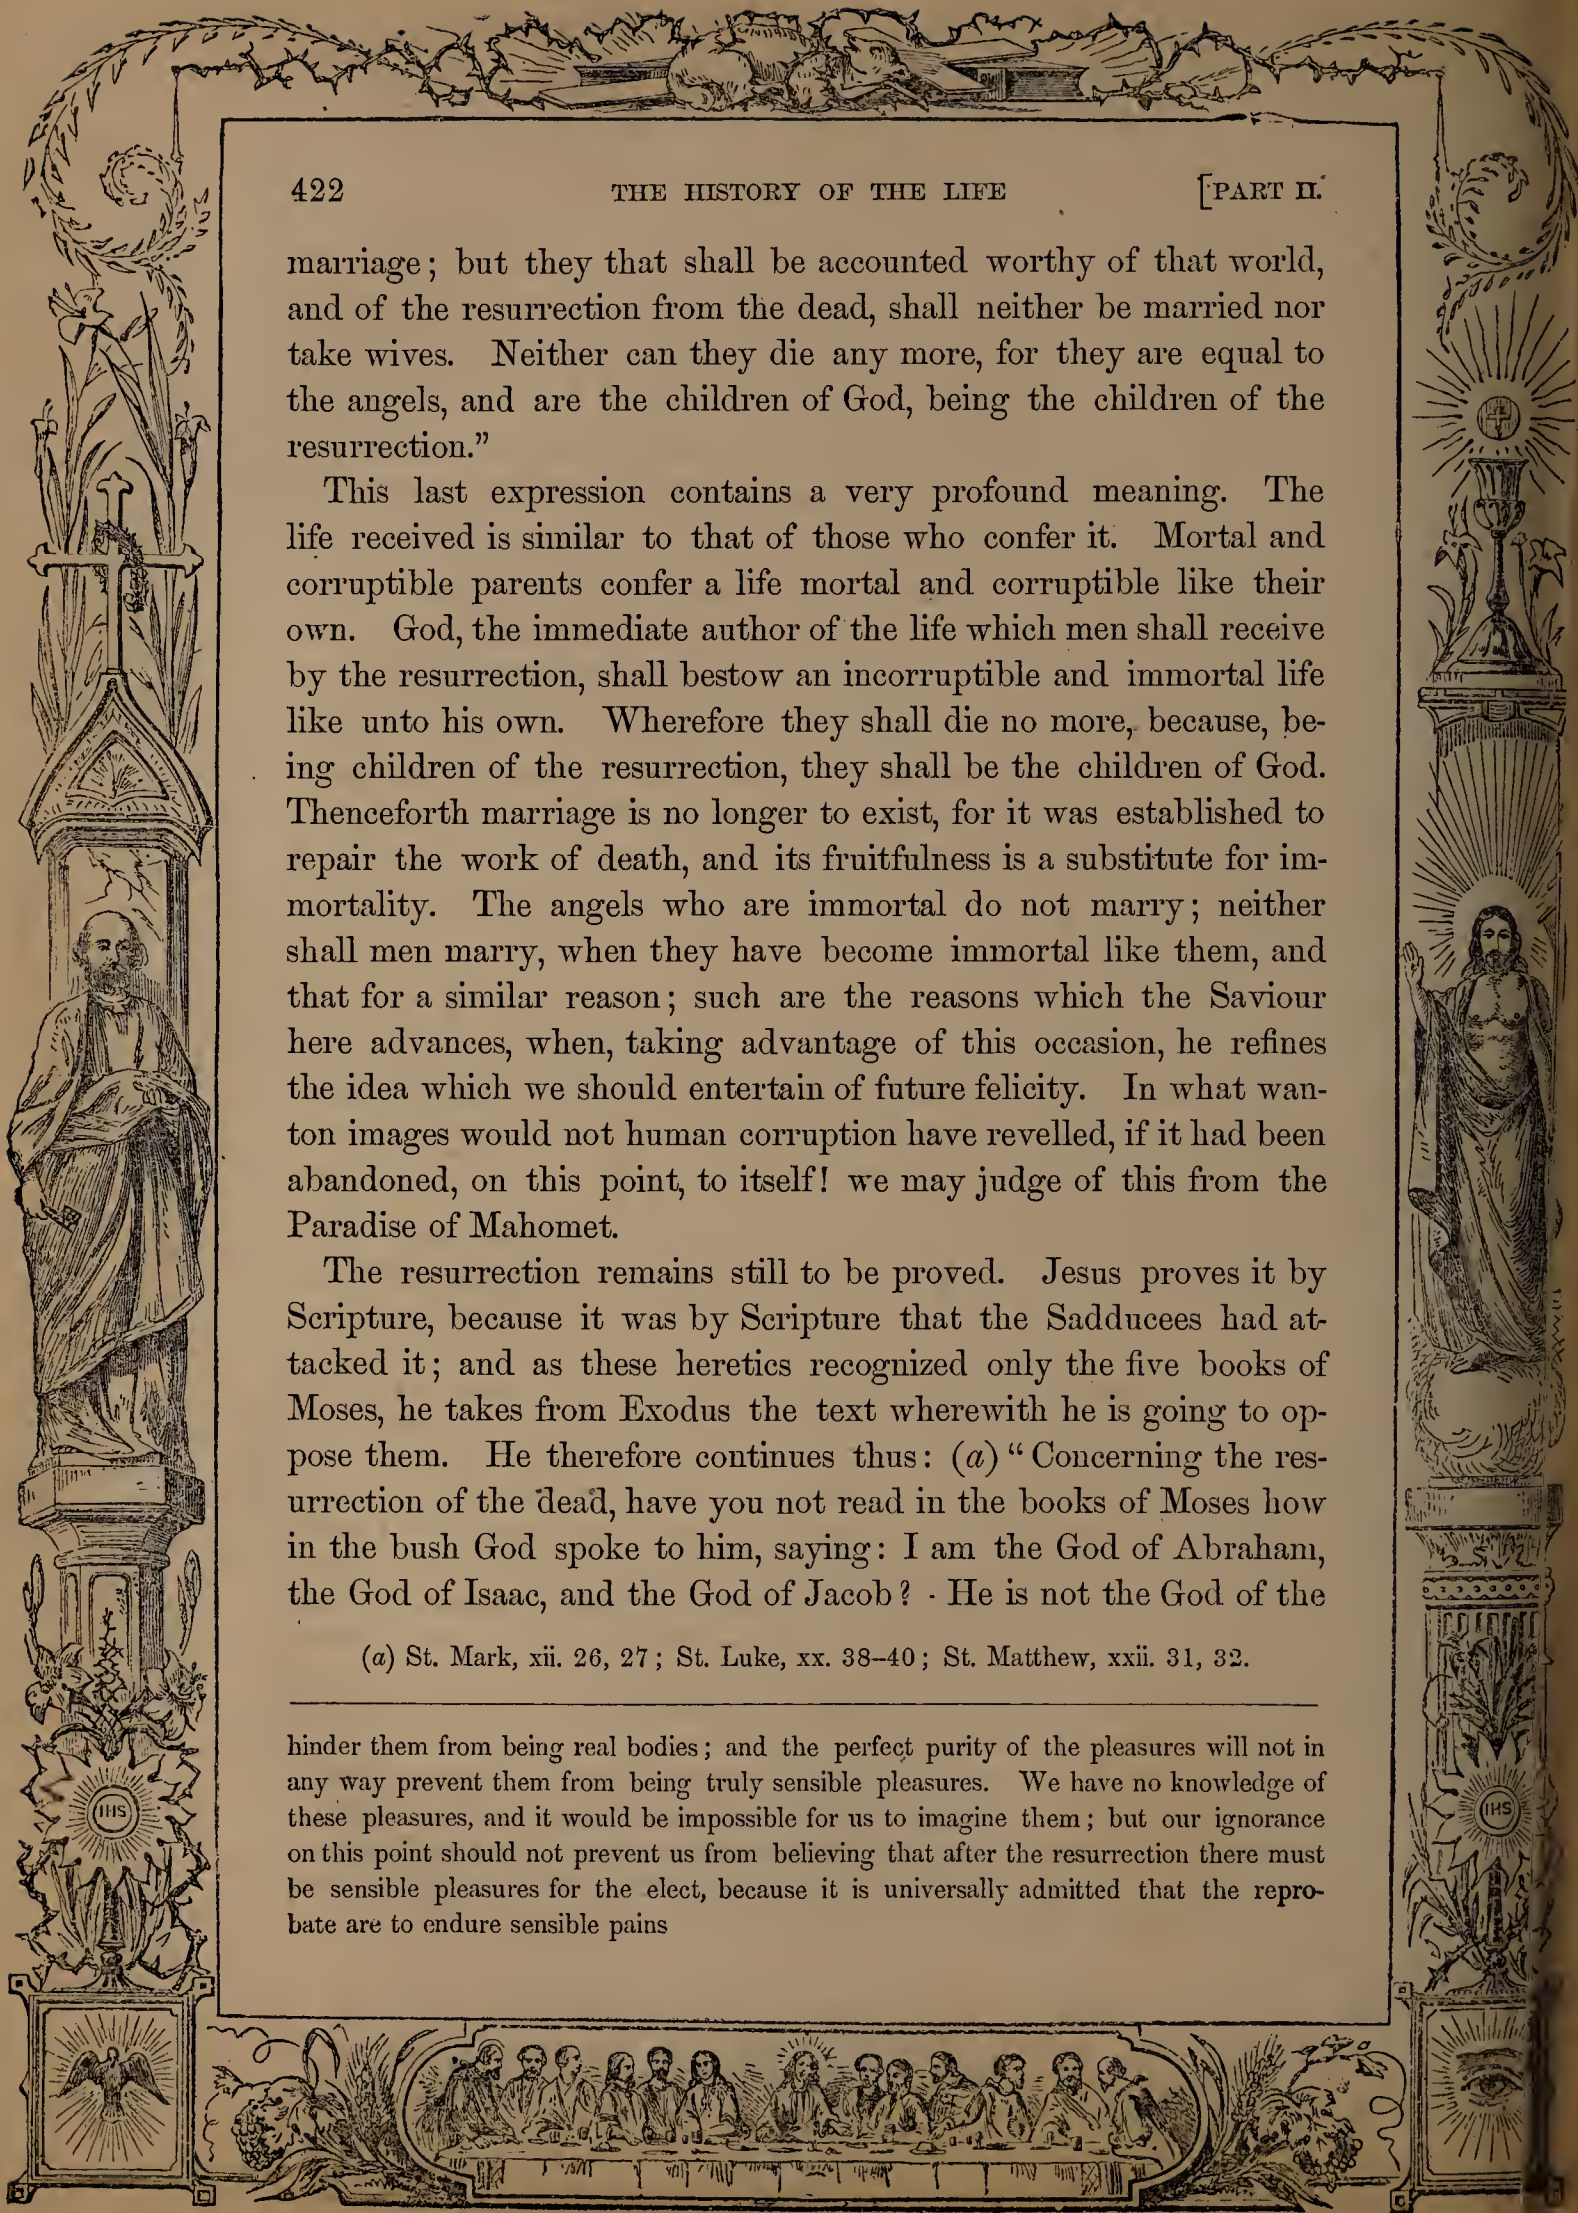 422 THE HISTORY OF THE LIFE [PART II.
marriage; but they that shall be accounted worthy of that world,
and of the resurrection from the dead, shall neither be married nor
take wives. Neither can they die any more, for they are equal to
the angels, and are the children of God, being the children of the
resurrection.”
This last expression contains a very profound meaning. The
life received is similar to that of those who confer it. Mortal and
corruptible parents confer a life mortal and corruptible like their
own. God, the immediate author of the life which men shall receive
by the resurrection, shall bestow an incorruptible and immortal life
like unto his own. Wherefore they shall die no more, because, be-
ing children of the resurrection, they shall be the children of God.
Thenceforth marriage is no longer to exist, for it was established to
repair the work of death, and its fruitfulness is a substitute for im-
mortality. The angels who are immortal do not marry; neither
shall men marry, when they have become immortal like them, and
that for a similar reason; such are the reasons which the Saviour
here advances, when, taking advantage of this occasion, he refines
the idea which we should entertain of future felicity. In what wan-
ton images would not human corruption have revelled, if it had been
abandoned, on this point, to itself! we may judge of this from the
Paradise of Mahomet.
The resurrection remains still to be proved. Jesus proves it by
Scripture, because it was by Scripture that the Sadducees had at-
tacked it; and as these heretics recognized only the five books of
Moses, he takes from Exodus the text wherewith he is going to op-
pose them. He therefore continues thus: (a) “Concerning the res-
urrection of the dead, have you not read in the books of Moses how
in the bush God spoke to him, saying: I am the God of Abraham,
the God of Isaac, and the God of Jacob? He is not the God of the
(a) St. Mark, xii. 26, 27; St. Luke, xx. 38–40; St. Matthew, xxii. 31, 32.
hinder them from being real bodies; and the perfect purity of the pleasures will not in
any way prevent them from being truly sensible pleasures. We have no knowledge of
these pleasures, and it would be impossible for us to imagine them; but our ignorance
on this point should not prevent us from believing that after the resurrection there must
be sensible pleasures for the elect, because it is universally admitted that the repro-
bate are to endure sensible pains
IHS
IHS